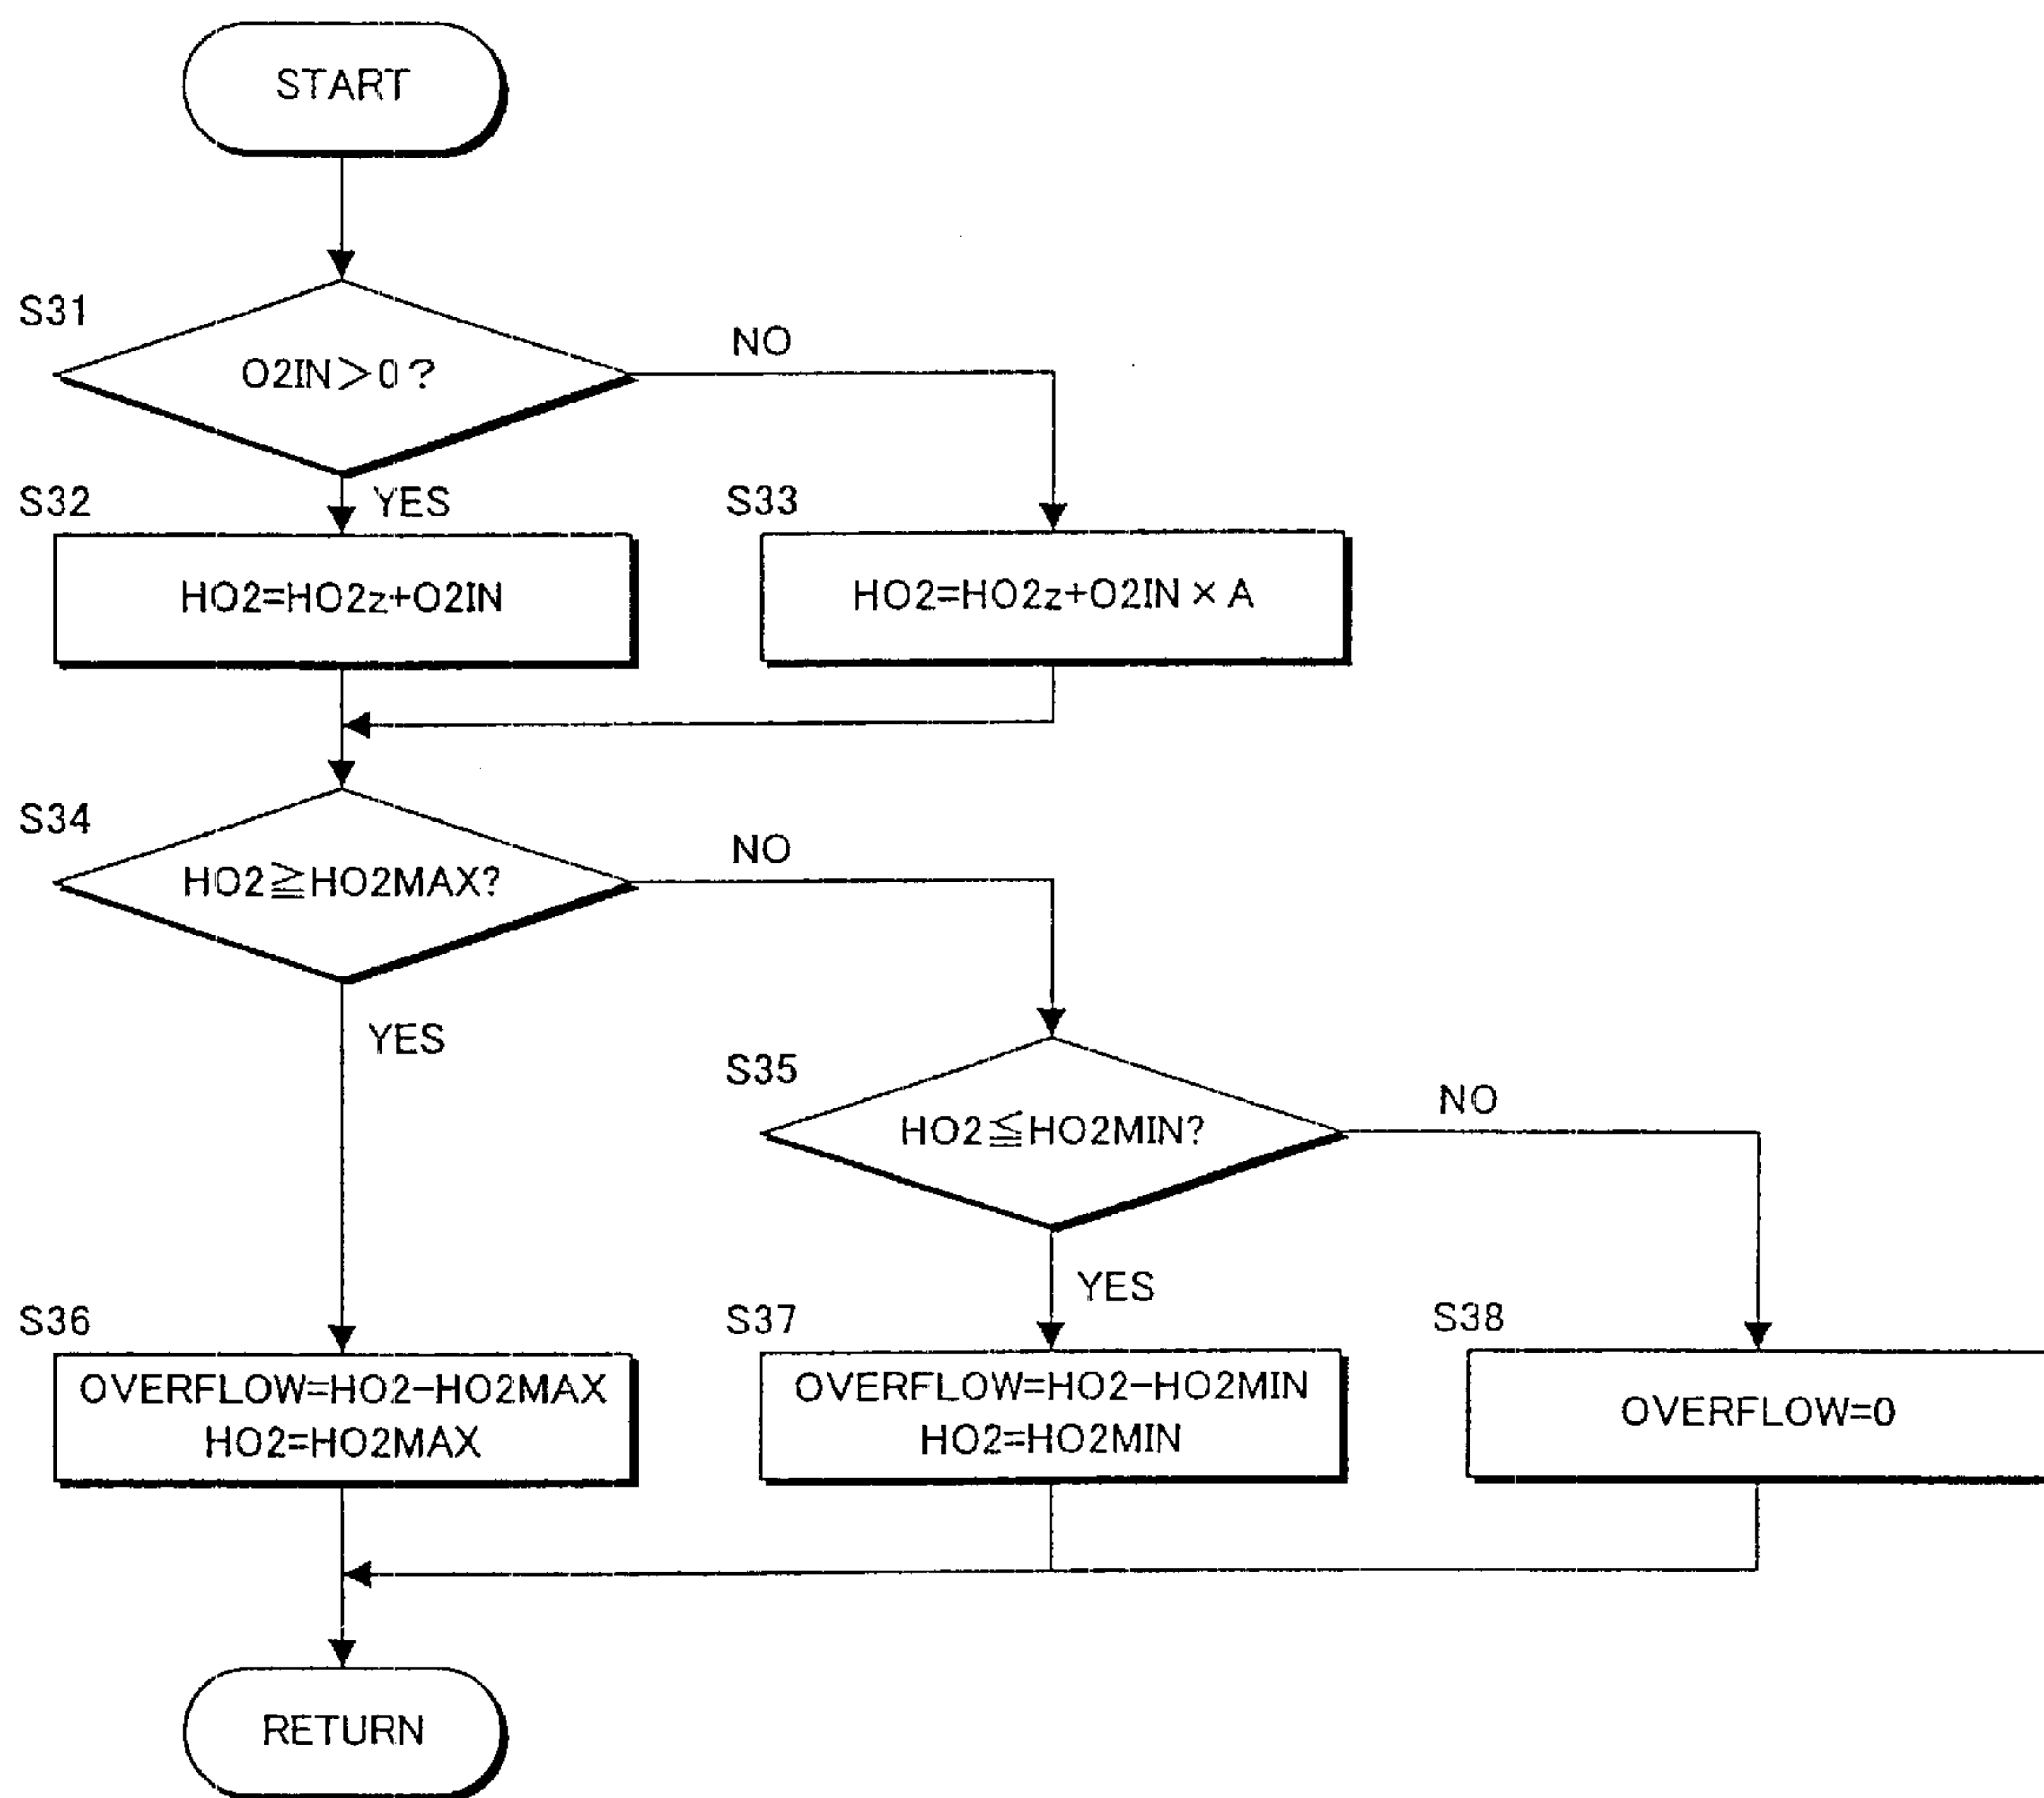 START
S31
O2IN>0?
NO
S32
YES
S33
HO2=HO2z+O2IN
HO2=HO2z+O2IN×A
S34
HO2≧HO2MAX?
NO
YES
S35
HO2≦HO2MIN?
NO
YES
S36
S37
S38
OVERFLOW=HO2-HO2MAX
HO2=HO2MAX
OVERFLOW=HO2-HO2MIN
HO2=HO2MIN
OVERFLOW=0
RETURN